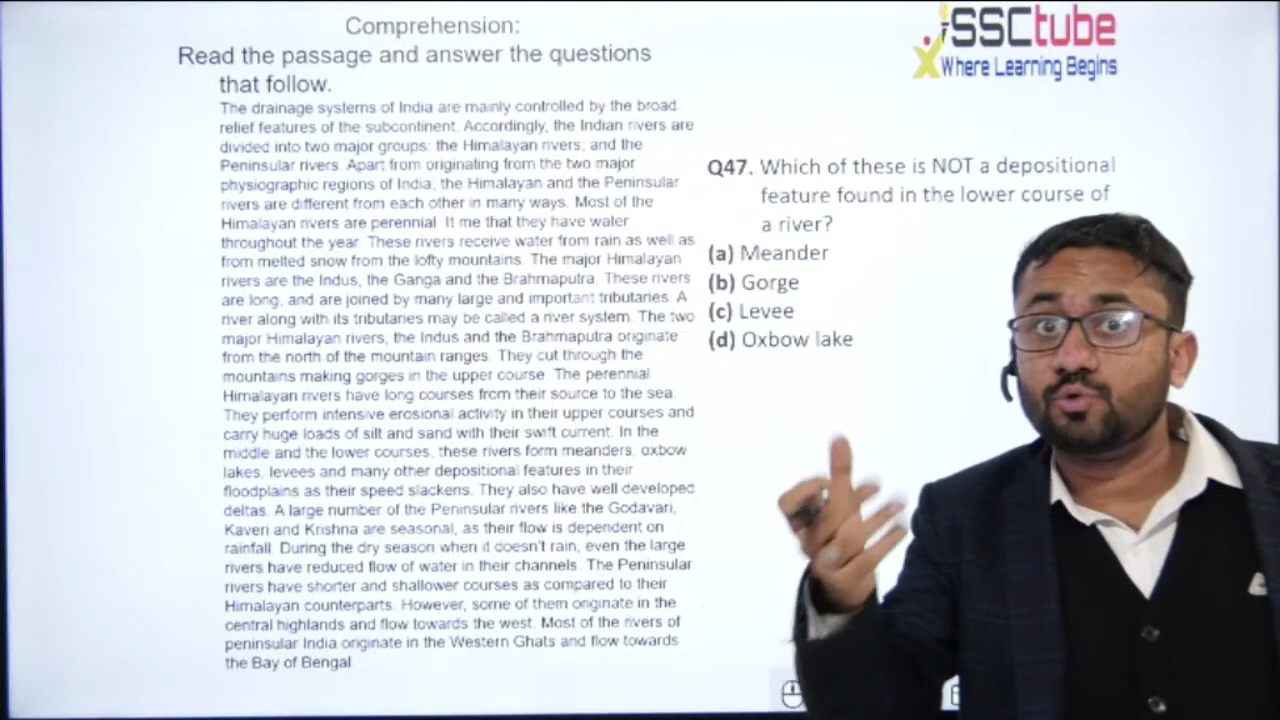 Comprehension:
Read the passage and answer the questions
that follow.
The drainage systems of India are mainly controlled by the broad
relief features of the subcontinent. Accordingly, the Indian rivers are
divided into two major groups: the Himalayan rivers; and the
Peninsular rivers. Apart from originating from the two major
physiographic regions of India, the Himalayan and the Peninsular
rivers are different from each other in many ways. Most of the
Himalayan rivers are perennial. It me that they have water
throughout the year. These rivers receive water from rain as well as
from melted snow from the lofty mountains. The major Himalayan
rivers are the Indus, the Ganga and the Brahmaputra. These rivers
are long, and are joined by many large and important tributaries. A
river along with its tributaries may be called a river system. The two
major Himalayan rivers, the Indus and the Brahmaputra originate
from the north of the mountain ranges. They cut through the
mountains making gorges in the upper course. The perennial
Himalayan rivers have long courses from their source to the sea.
They perform intensive erosional activity in their upper courses and
carry huge loads of silt and sand with their swift current. In the
middle and the lower courses, these rivers form meanders, oxbow
lakes, levees and many other depositional features in their
floodplains as their speed slackens. They also have well developed
deltas. A large number of the Peninsular rivers like the Godavari,
Kaveri and Krishna are seasonal, as their flow is dependent on
rainfall. During the dry season when it doesn't rain, even the large
rivers have reduced flow of water in their channels. The Peninsular
rivers have shorter and shallower courses as compared to their
Himalayan counterparts. However, some of them originate in the
central highlands and flow towards the west. Most of the rivers of
peninsular India originate in the Western Ghats and flow towards
the Bay of Bengal
SSCtube
Where Learning Begins
Q47. Which of these is NOT a depositional
feature found in the lower course of
a river?
(a) Meander
(b) Gorge
(c) Levee
(d) Oxbow lake